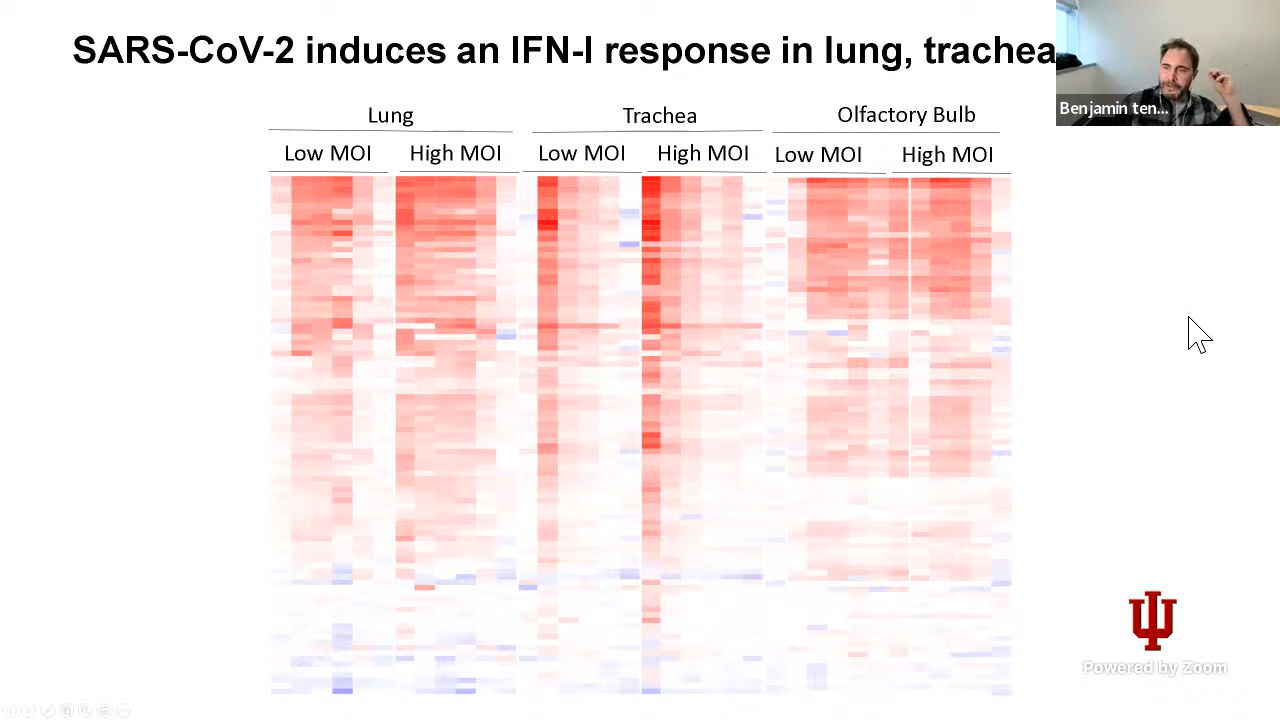 SARS-CoV-2 induces an IFN-I response in lung, trachea
Benjamin ten...
Lung Trachea Olfactory Bulb
Low MOI High MOI Low MOI High MOI Low MOI High MOI
Powered by Zoom